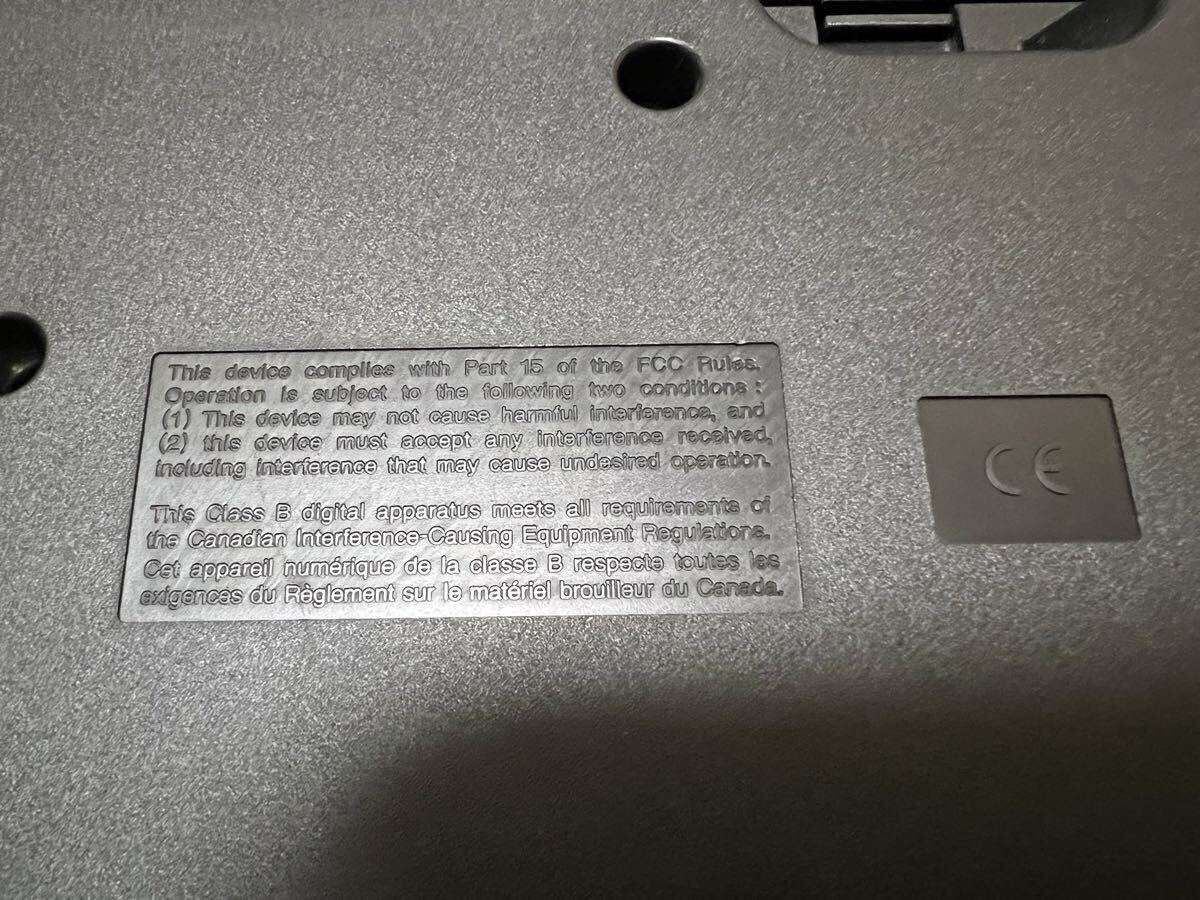 This device complies with Part 15 of the FCC Rules.
Operation is subject to the following two conditions :
(1) This device may not cause harmful interference, and
(2) this device must accept any interference received,
including interference that may cause undesired operation.
This Class B digital apparatus meets all requirements of
the Canadian Interference-Causing Equipment Regulations.
Cet appareil numérique de la classe B respecte toutes les
exigences du Règlement sur le matériel brouilleur du Canada.
CE